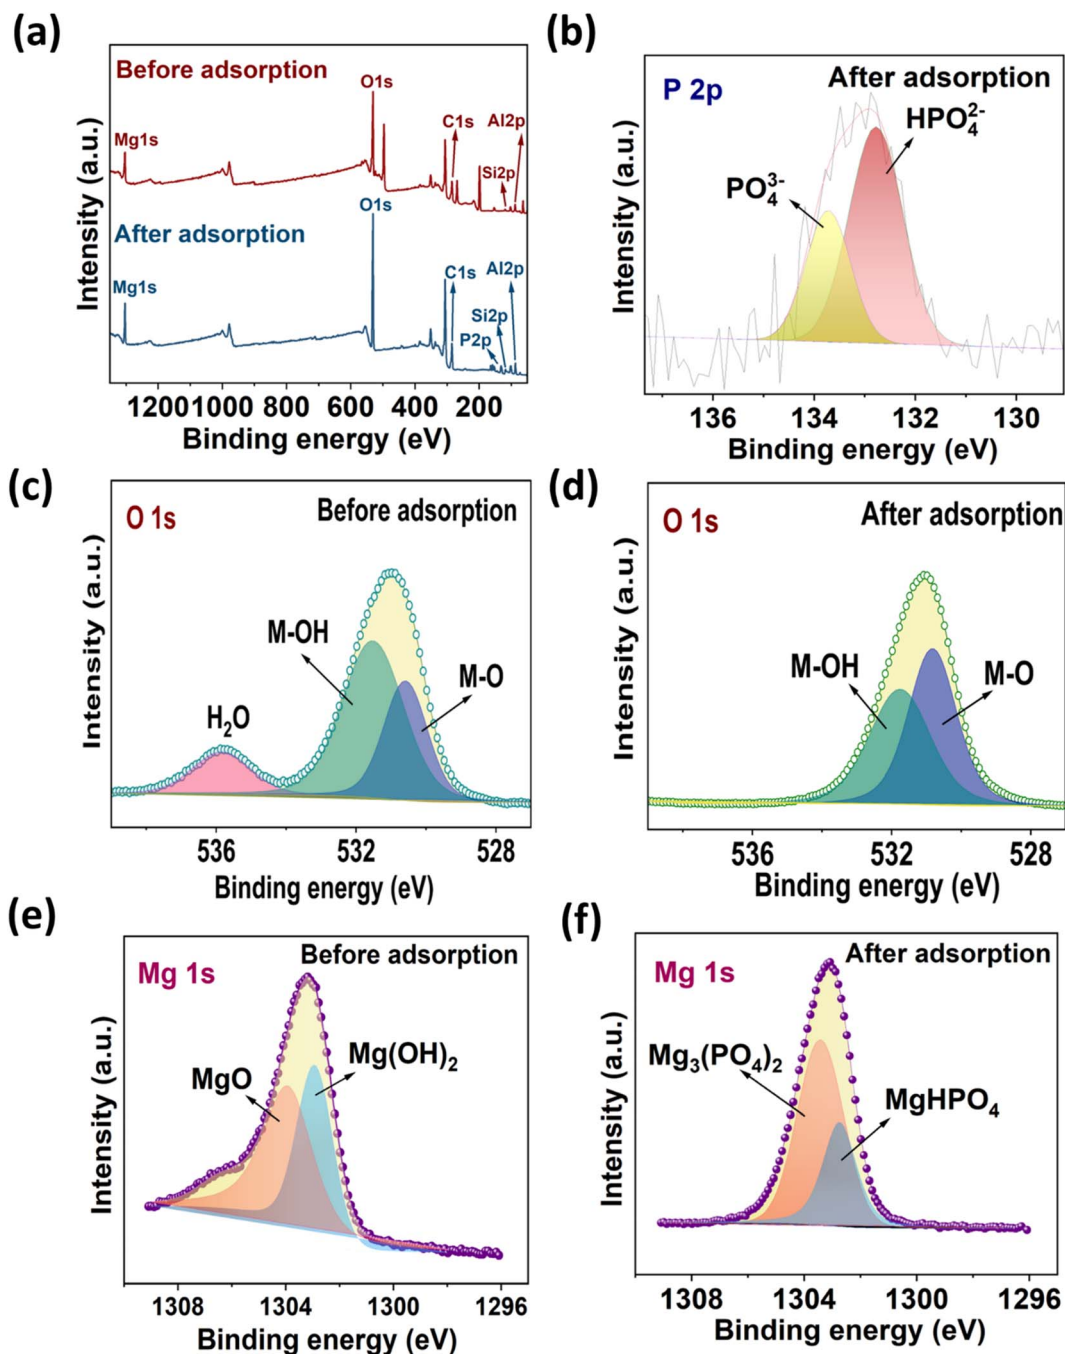 (a)
Before adsorption
O1s
C1s
Al2p
Mg1s
Si2p
After adsorption
O1s
C1s
Al2p
Mg1s
Si2p
P2p
Intensity (a.u.)
1200 1000 800 600 400 200
Binding energy (eV)
(b)
P 2p
After adsorption
HPO₄²⁻
PO₄³⁻
Intensity (a.u.)
136 134 132 130
Binding energy (eV)
(c)
O 1s
Before adsorption
M-OH
M-O
H₂O
Intensity (a.u.)
536 532 528
Binding energy (eV)
(d)
O 1s
After adsorption
M-OH
M-O
Intensity (a.u.)
536 532 528
Binding energy (eV)
(e)
Mg 1s
Before adsorption
MgO
Mg(OH)₂
Intensity (a.u.)
1308 1304 1300 1296
Binding energy (eV)
(f)
Mg 1s
After adsorption
Mg₃(PO₄)₂
MgHPO₄
Intensity (a.u.)
1308 1304 1300 1296
Binding energy (eV)